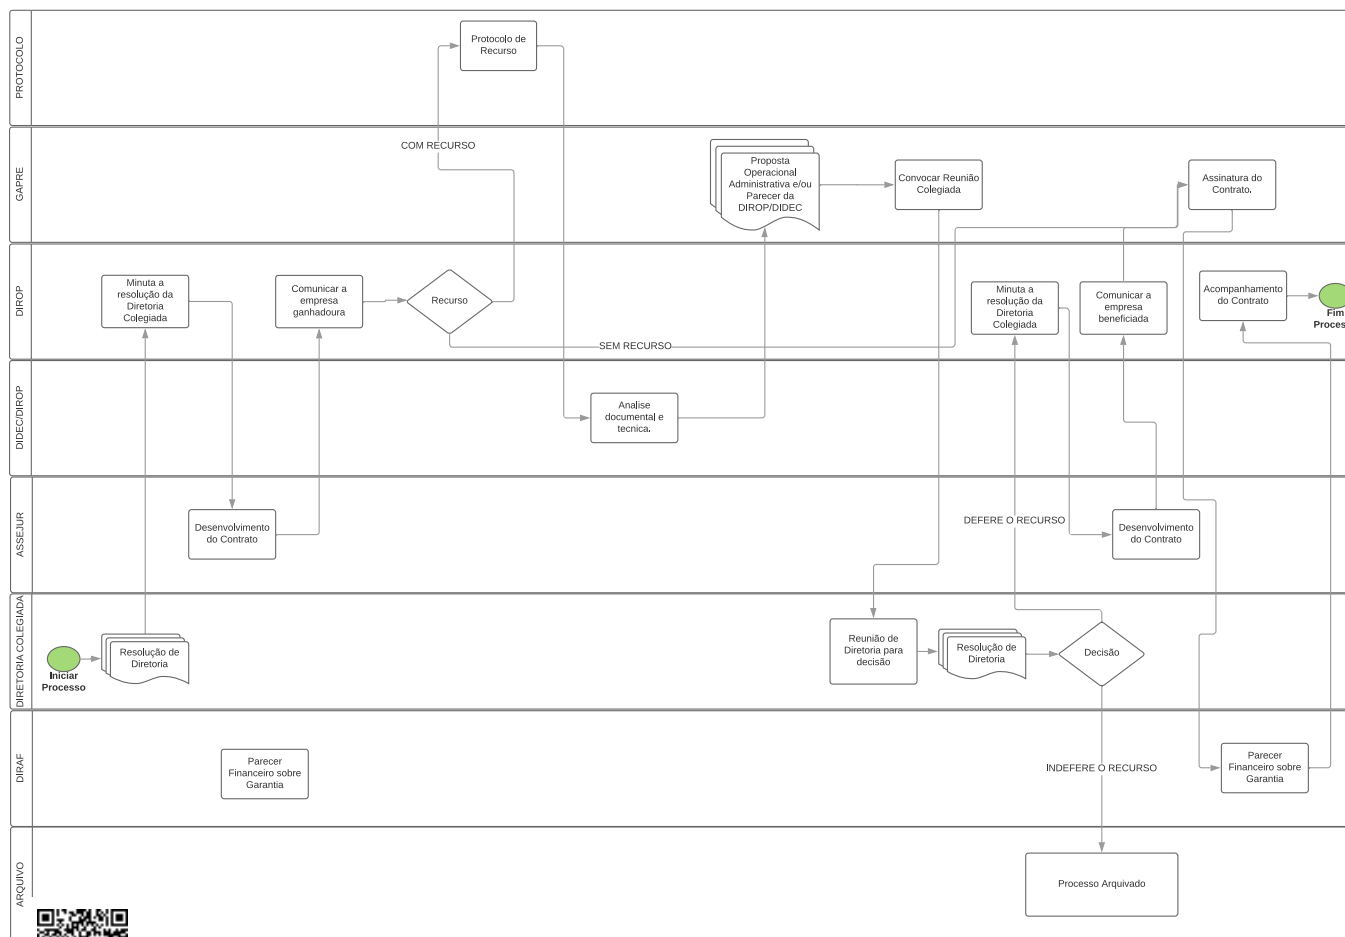 PROTOCOLO
Protocolo de
Recurso
GAPRE
COM RECURSO
Proposta
Operacional
Administrativa e/ou
Parecer da
DIROP/DIDEC
Convocar Reunião
Colegiada
Assinatura do
Contrato.
DIROP
Minuta a
resolução da
Diretoria
Colegiada
Comunicar a
empresa
ganhadoura
Recurso
SEM RECURSO
Minuta a
resolução da
Diretoria
Colegiada
Comunicar a
empresa
beneficiada
Acompanhamento
do Contrato
Fim
Process
DIDEC/DIROP
Analise
documental e
tecnica.
ASSEJUR
Desenvolvimento
do Contrato
DEFERE O RECURSO
Desenvolvimento
do Contrato
DIRETORIA COLEGIADA
Iniciar
Processo
Resolução de
Diretoria
Reunião de
Diretoria para
decisão
Resolução de
Diretoria
Decisão
DIRAF
Parecer
Financeiro sobre
Garantia
INDEFERE O RECURSO
Parecer
Financeiro sobre
Garantia
ARQUIVO
Processo Arquivado